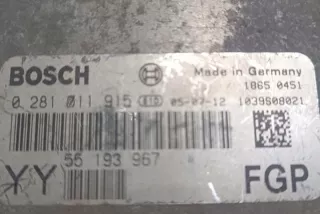 BOSCH
Made in Germany
0 281 011 915 05-07-12
1865 0451
1039S08021
55 193 967
YY FGP